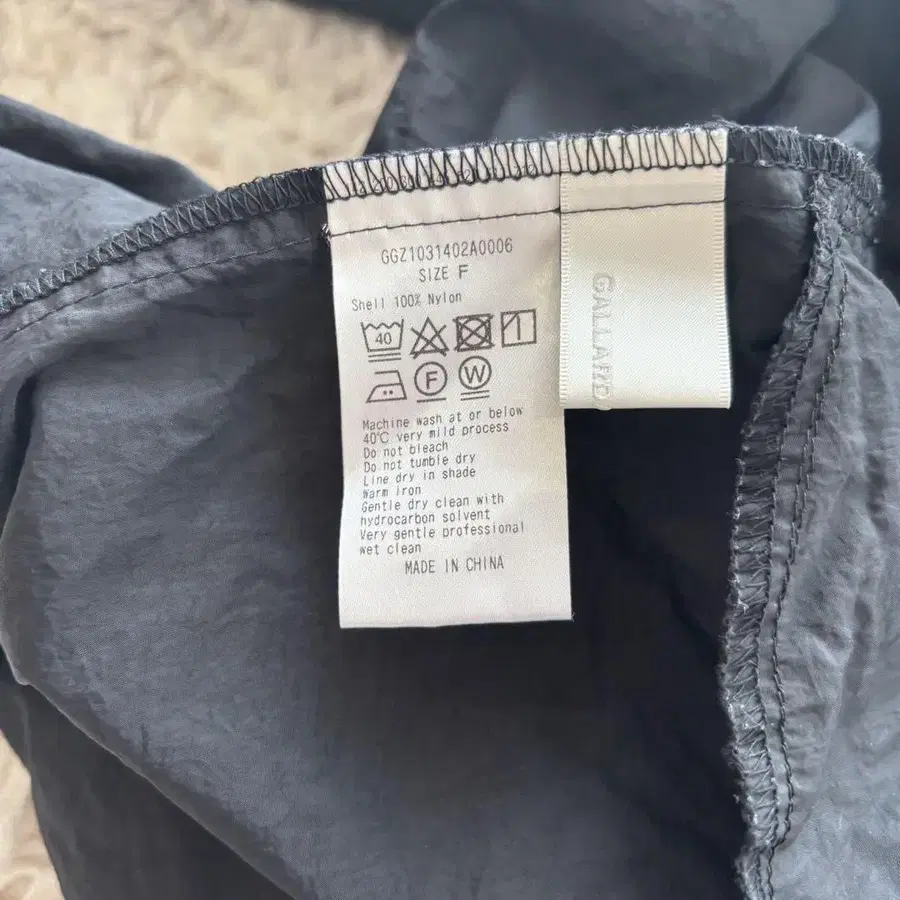 GGZ1031402A0006
SIZE F
Shell 100% Nylon
40
F W
Machine wash at or below
40℃ very mild process
Do not bleach
Do not tumble dry
Line dry in shade
Warm iron
Gentle dry clean with
hydrocarbon solvent
Very gentle professional
wet clean
MADE IN CHINA